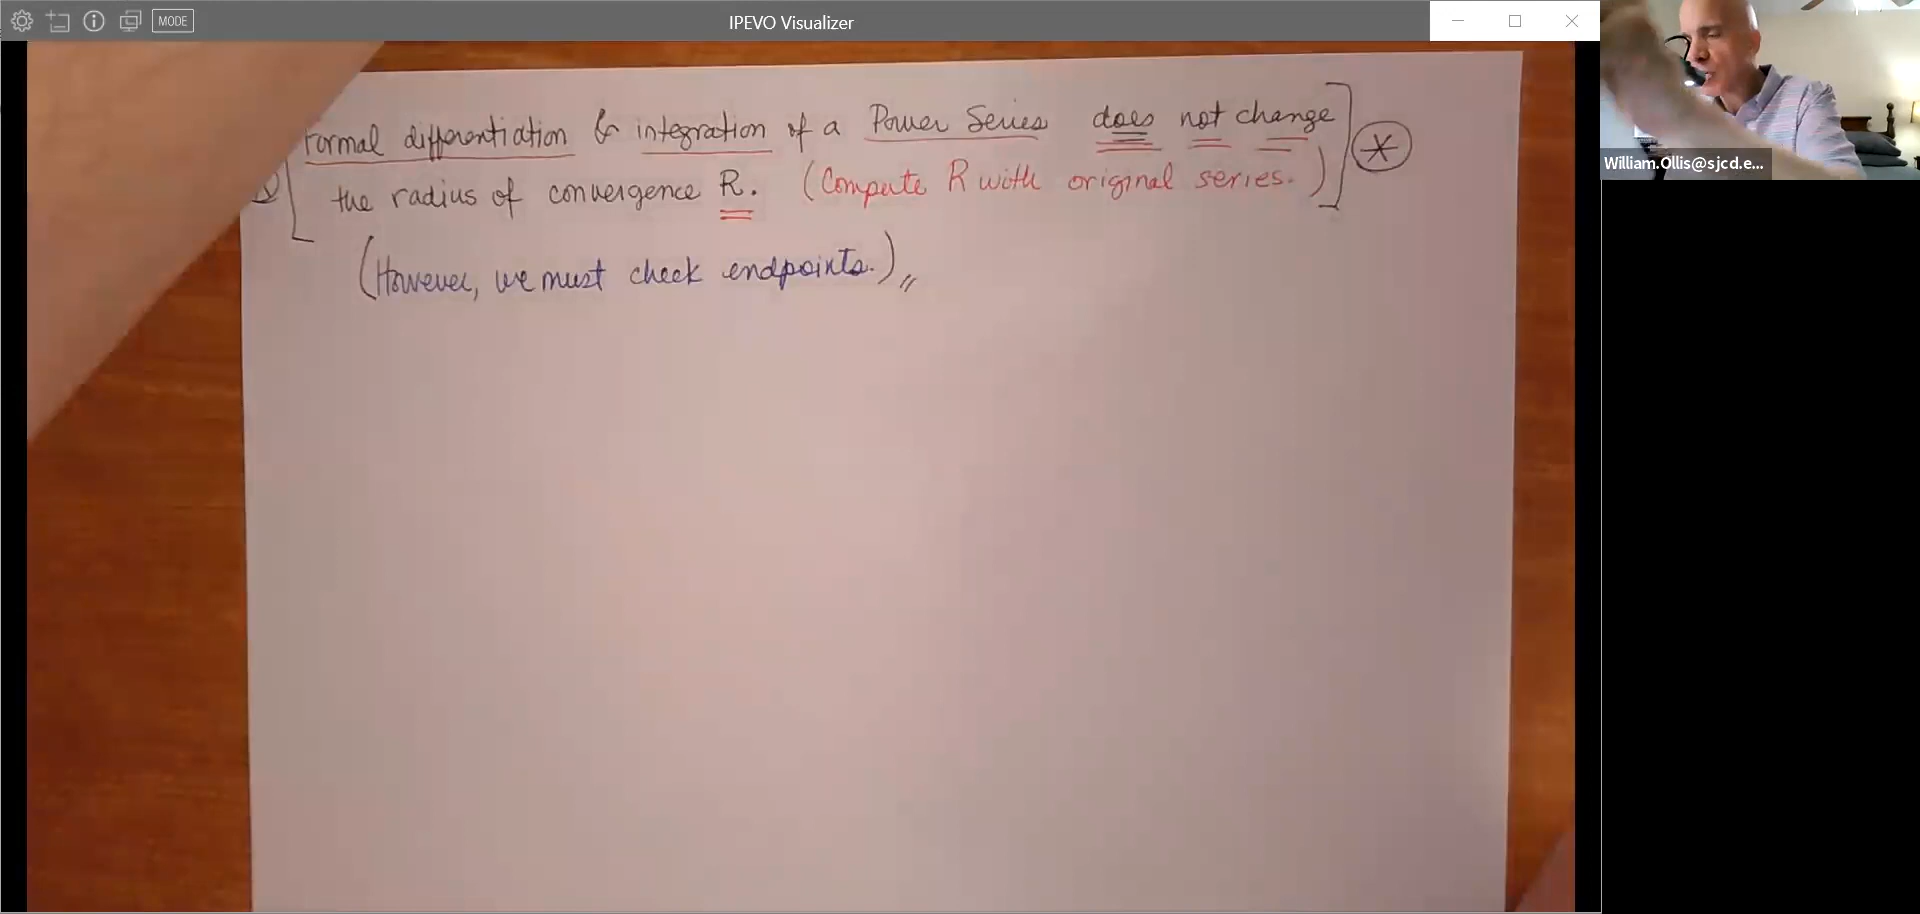 MODE
IPEVO Visualizer
Formal differentiation & integration of a Power Series does not change
the radius of convergence R. (Compute R with original series.)
(However, we must check endpoints.)
William.Ollis@sjcd.e...